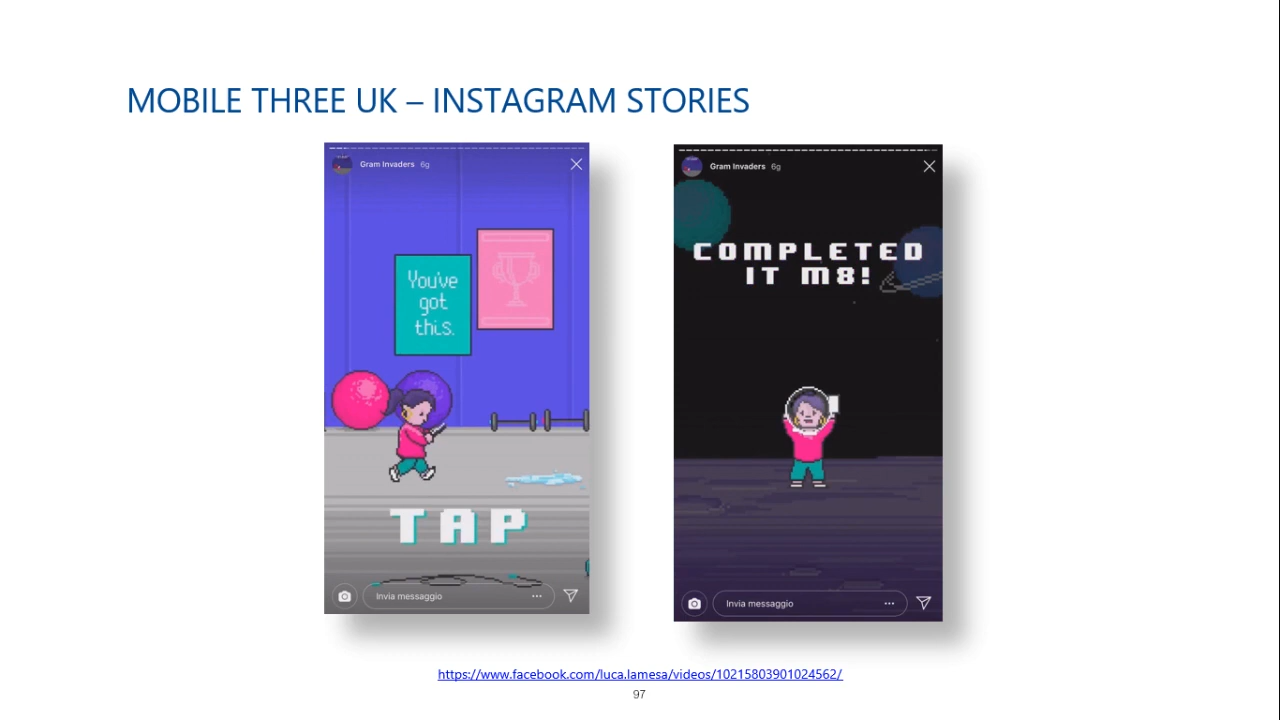 MOBILE THREE UK – INSTAGRAM STORIES
Gram Invaders 6g
You've
got
this.
TAP
Invia messaggio
Gram Invaders 6g
COMPLETED
IT M8!
Invia messaggio
https://www.facebook.com/luca.lamesa/videos/10215803901024562/
97